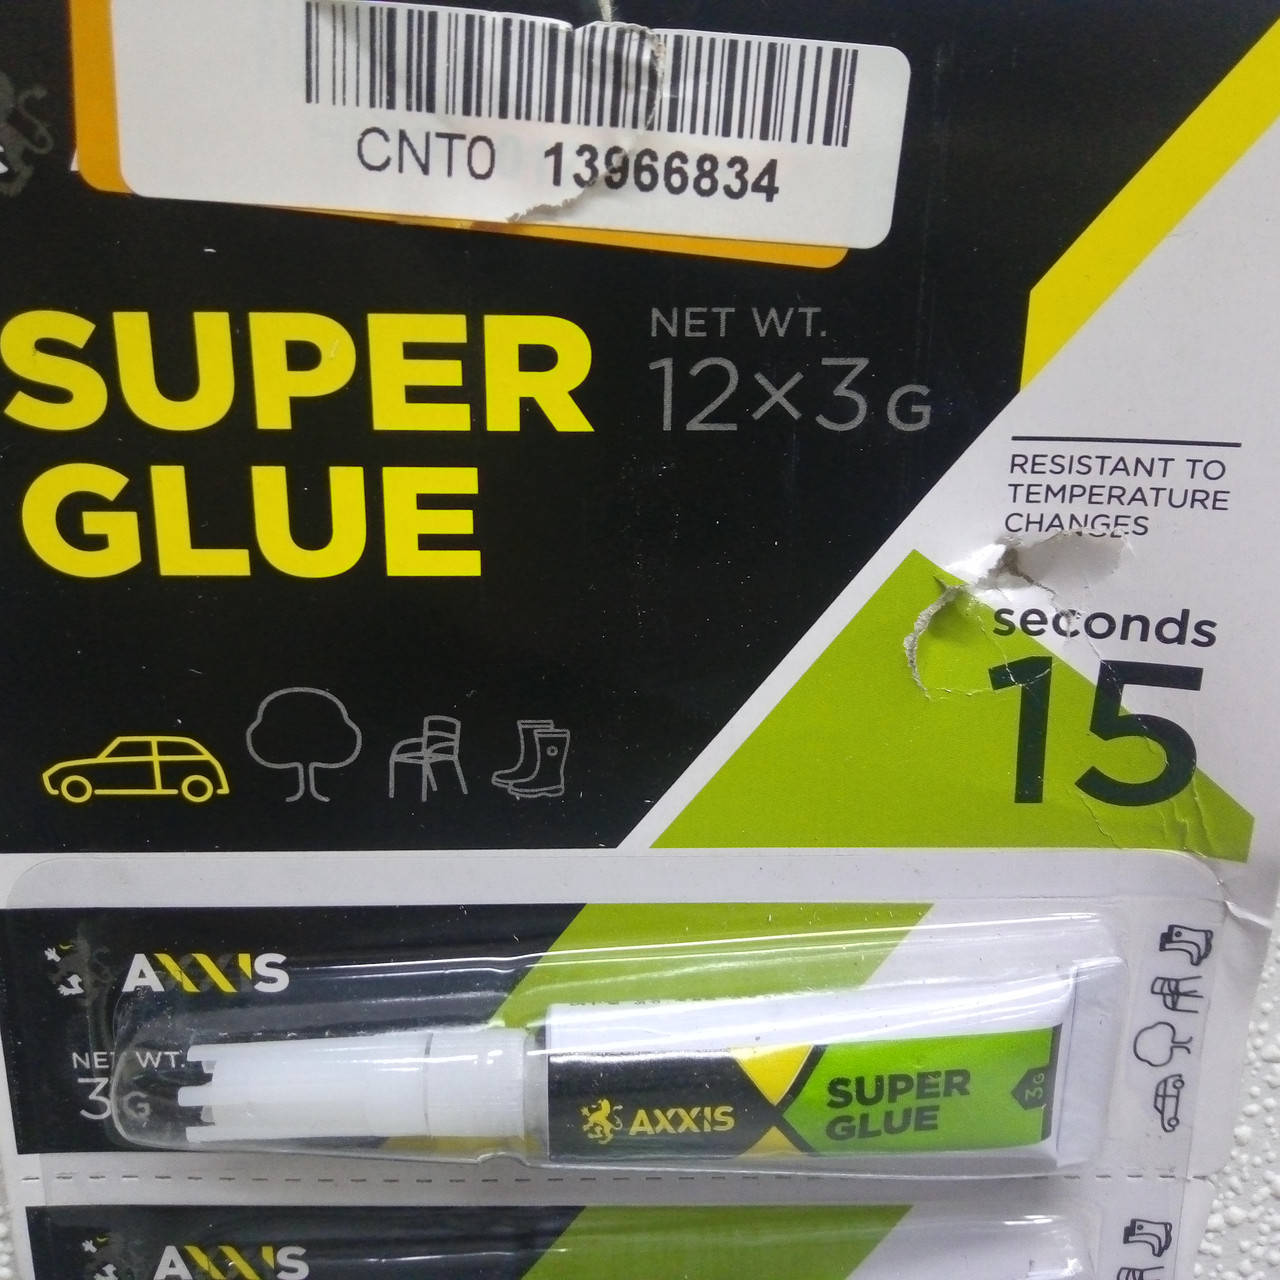 CNT0 13966834
SUPER
GLUE
NET WT.
12×3G
RESISTANT TO
TEMPERATURE
CHANGES
seconds
15
AXXIS
NET WT.
3G
AXXIS
SUPER
GLUE
3G
AXXIS